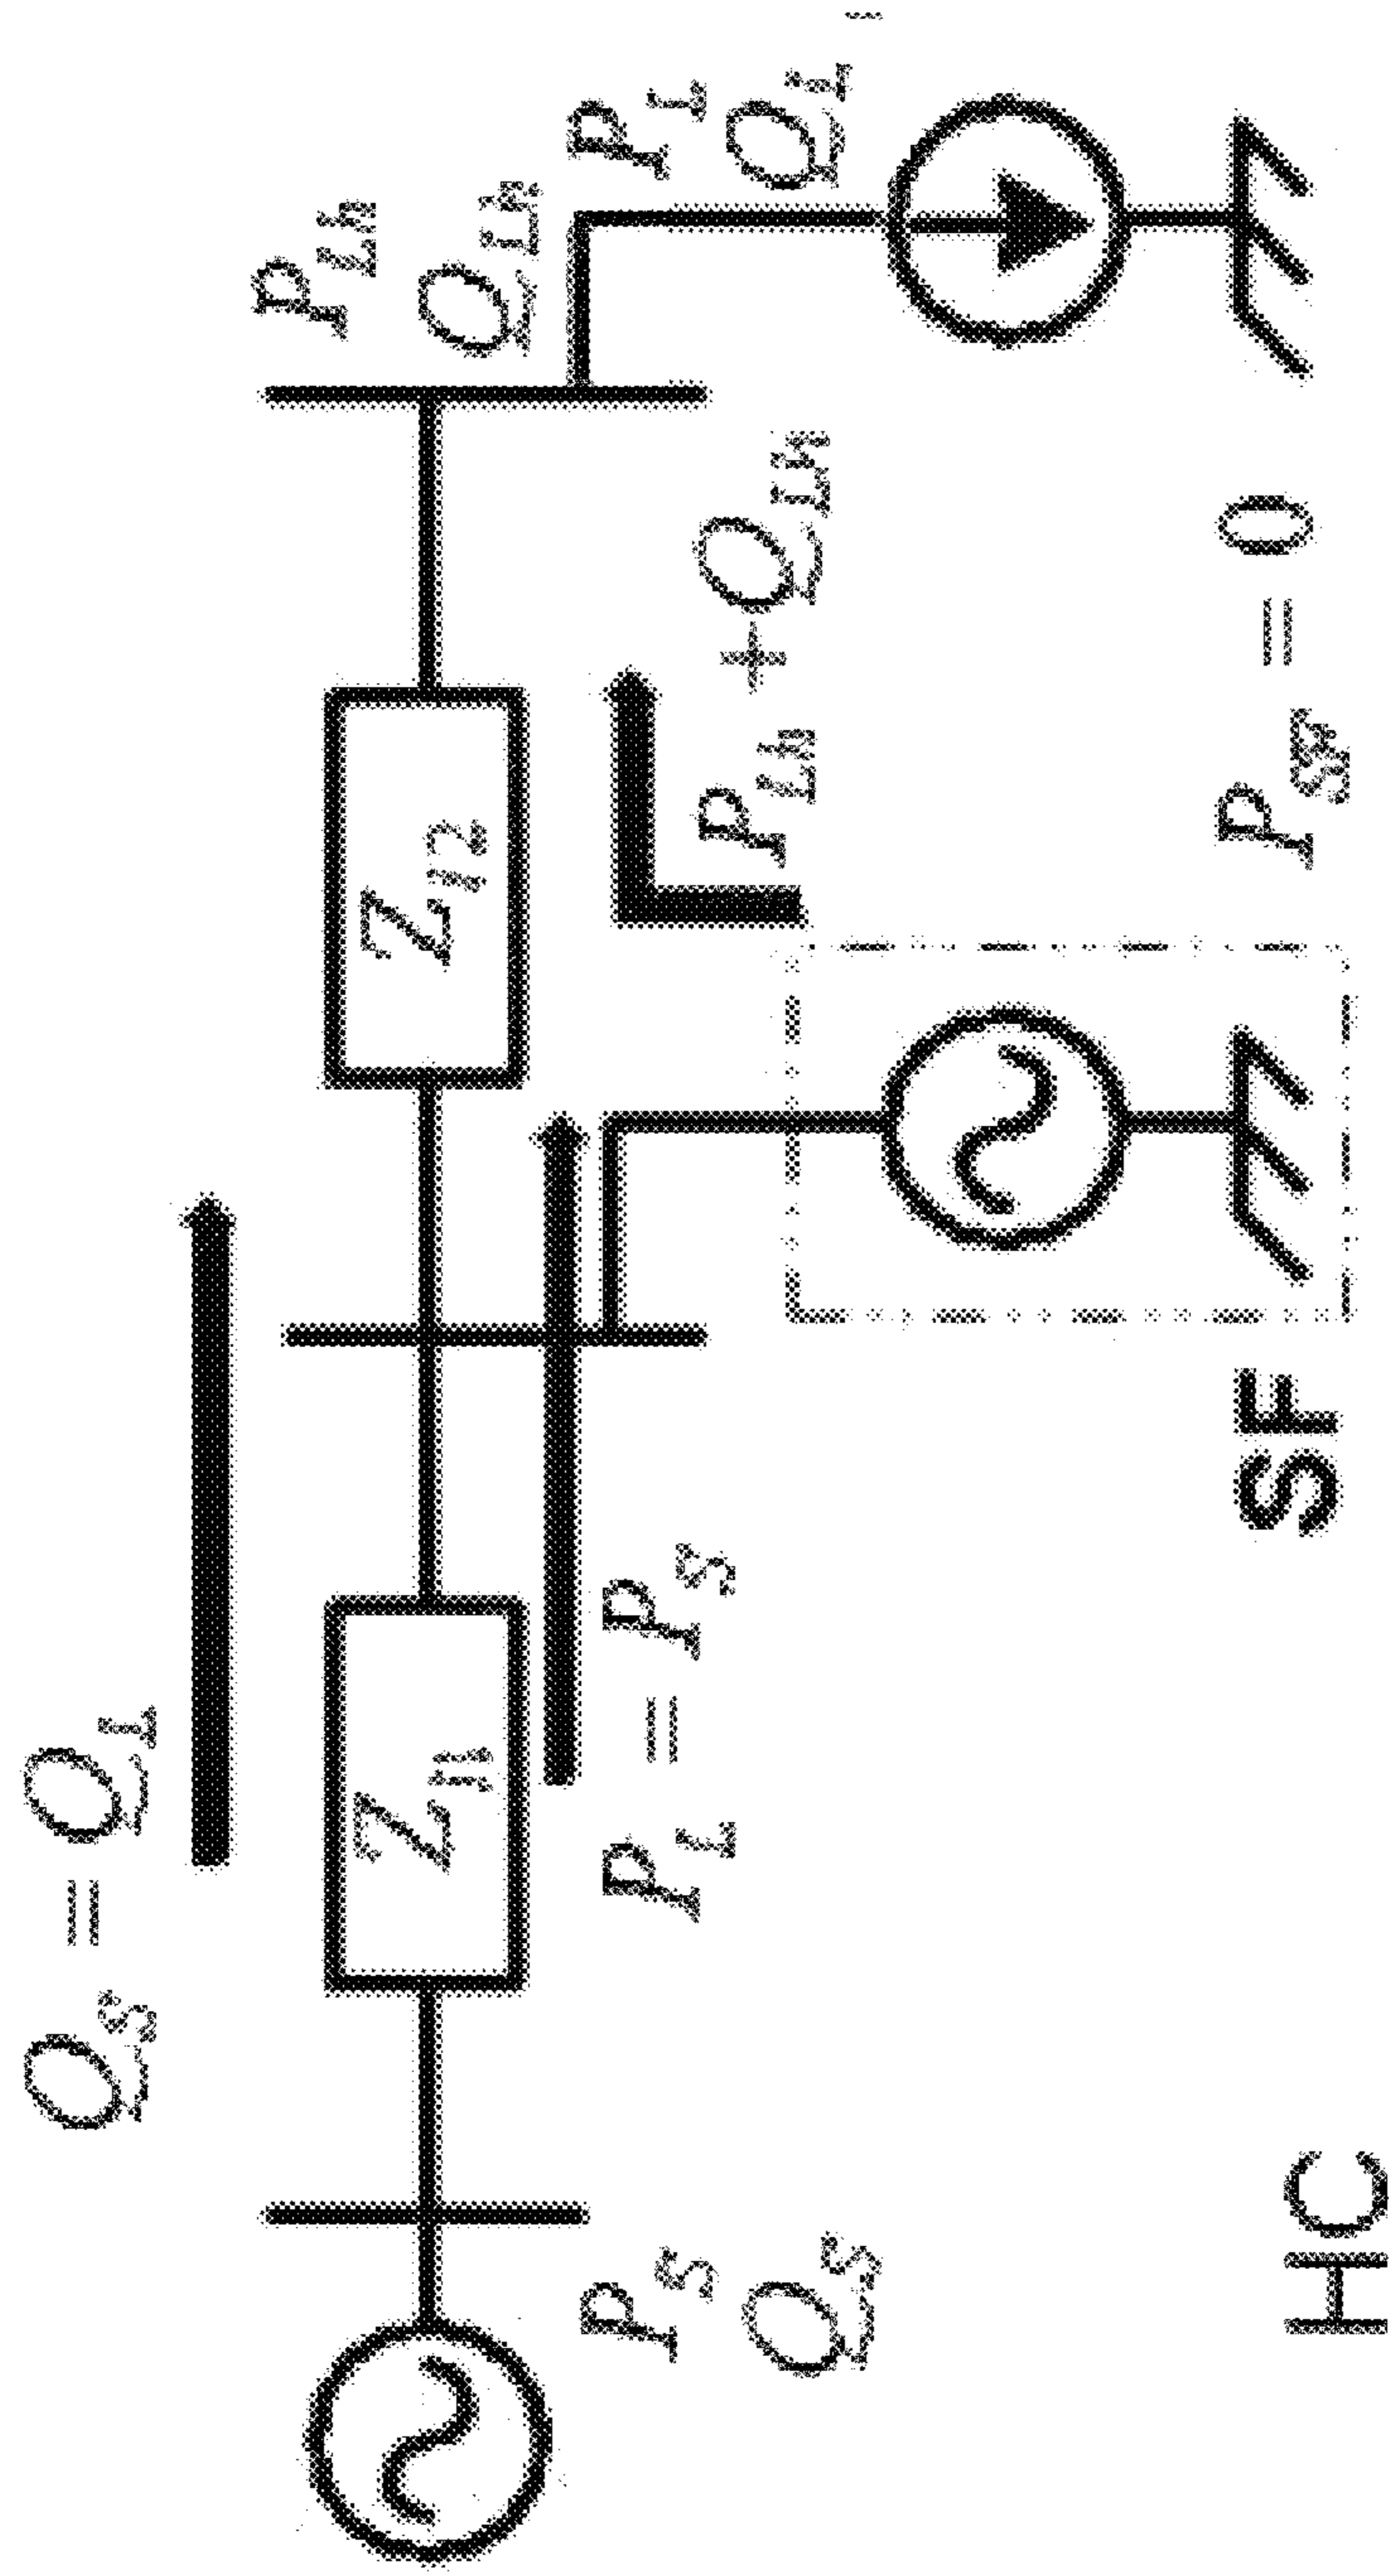 Q_S = Q_L
P_Lh
Q_Lh
Z_l1
Z_l2
P_L
Q_L
P_S
Q_S
P_L = P_S
P_Lh + Q_Lh
SF
P_SF = 0
HC